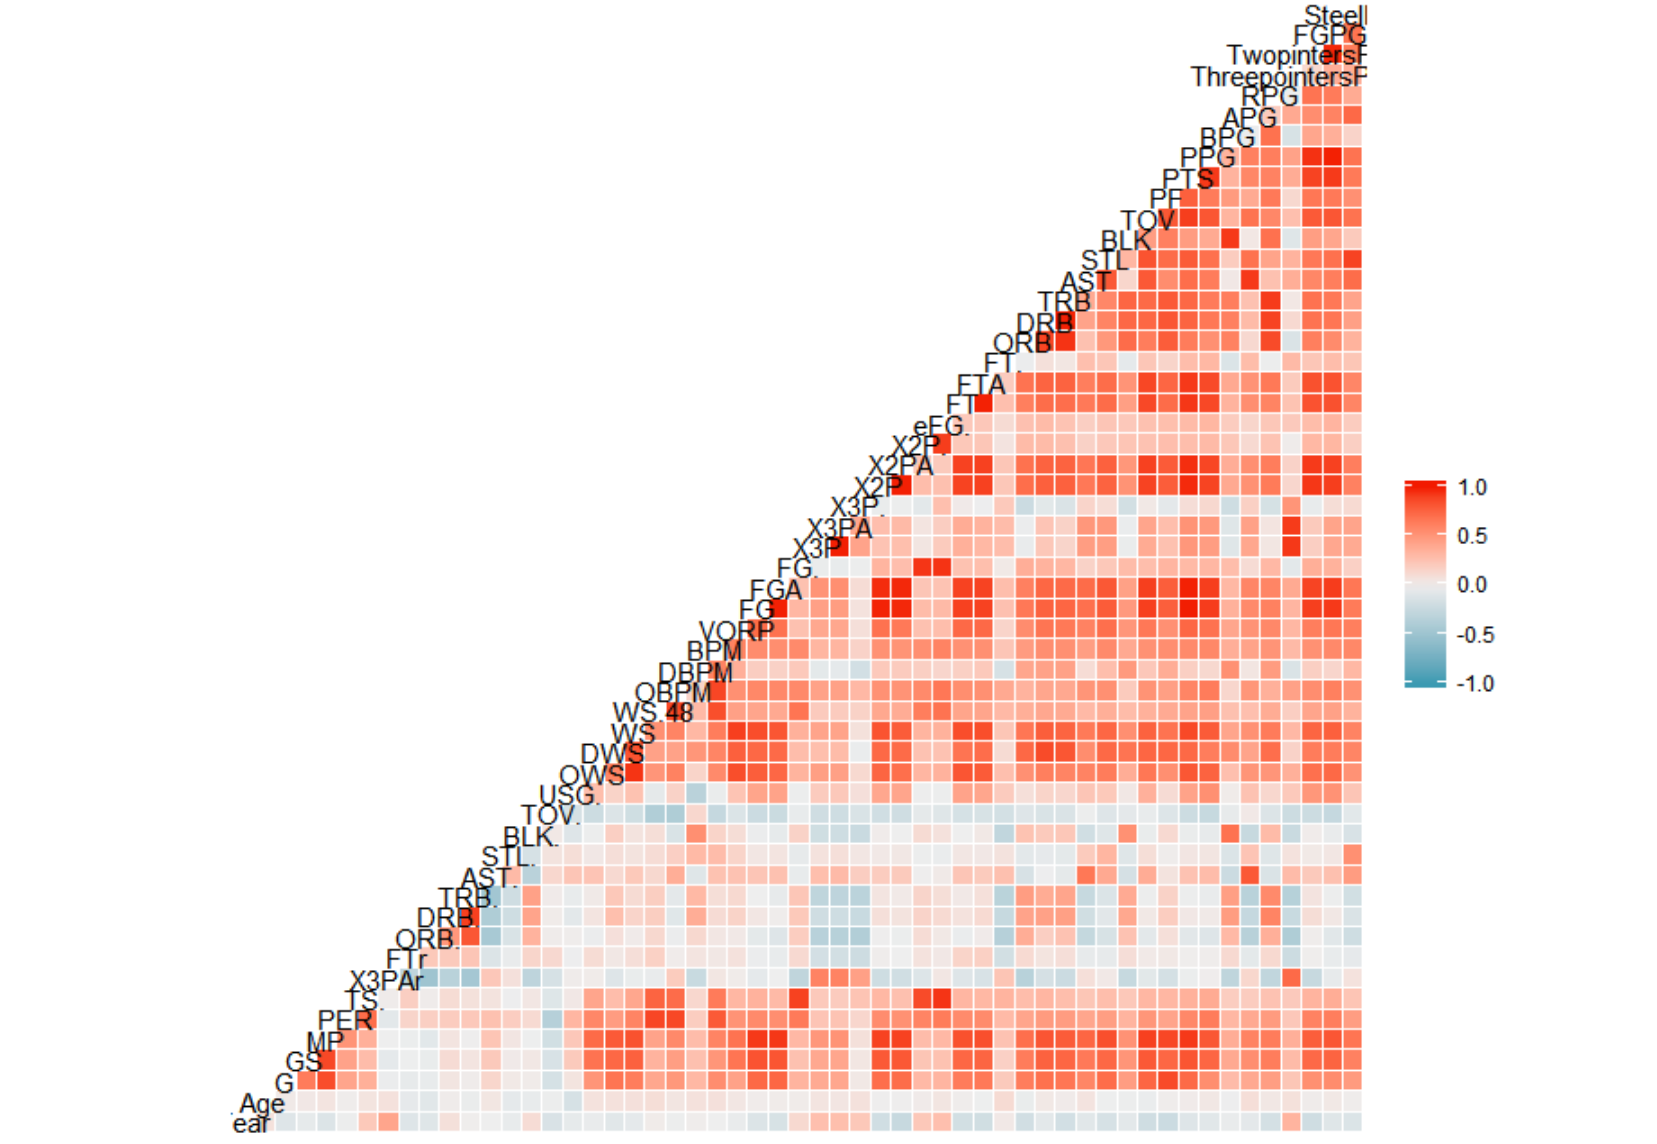 Steell
FGPG
TwopintersF
ThreepointersP
RPG
APG
BPG
PPG
PTS
PF
TOV
BLK
STL
AST
TRB
DRB
ORB
FT.
FTA
FT
eFG.
X2P.
X2PA
X2P
X3P.
X3PA
X3P
FG.
FGA
FG
VORP
BPM
DBPM
OBPM
WS.48
WS
DWS
OWS
USG.
TOV.
BLK.
STL.
AST.
TRB.
DRB.
ORB.
FTr
X3PAr
TS.
PER
MP
GS
G
Age
ear
1.0
0.5
0.0
-0.5
-1.0